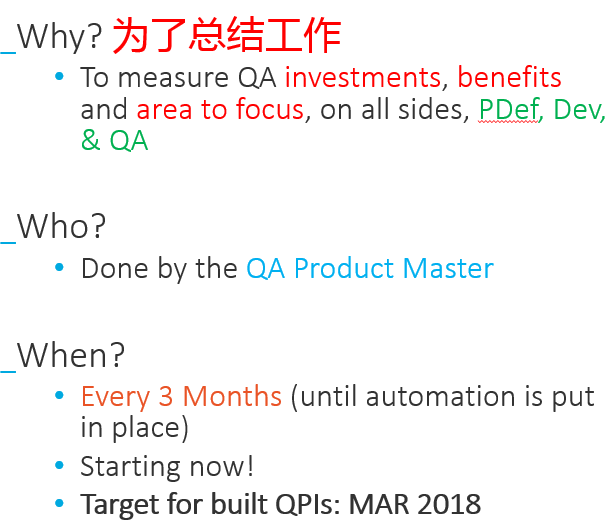 _Why? 为了总结工作
• To measure QA investments, benefits
and area to focus, on all sides, PDef, Dev,
& QA
_Who?
• Done by the QA Product Master
_When?
• Every 3 Months (until automation is put
in place)
• Starting now!
• Target for built QPIs: MAR 2018